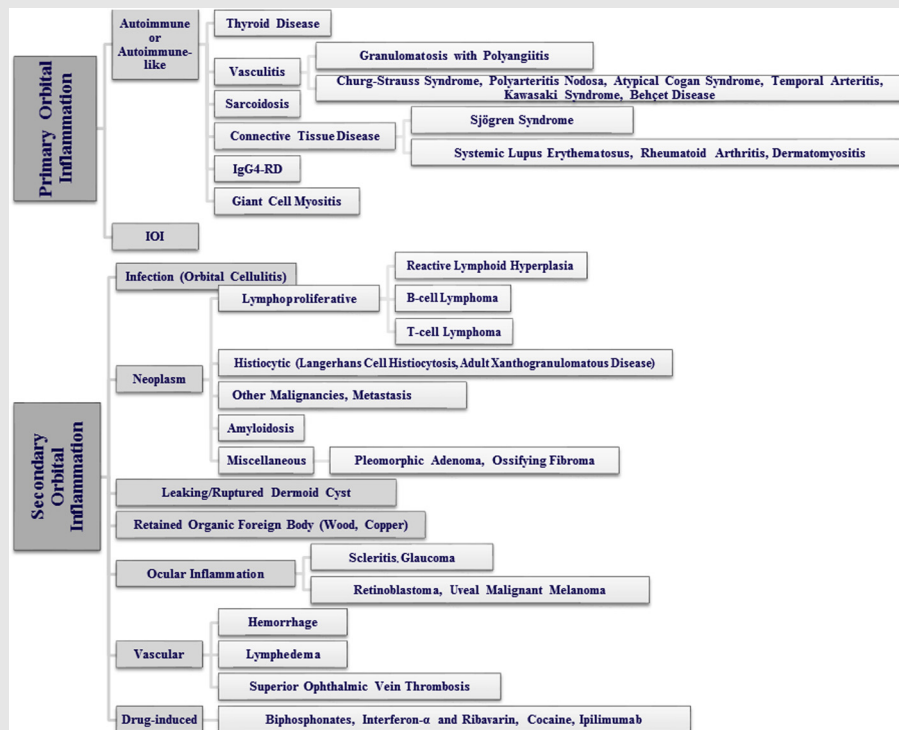 Primary Orbital
Inflammation
Autoimmune
or
Autoimmune-
like
Thyroid Disease
Vasculitis
Granulomatosis with Polyangiitis
Churg-Strauss Syndrome, Polyarteritis Nodosa, Atypical Cogan Syndrome, Temporal Arteritis,
Kawasaki Syndrome, Behçet Disease
Sarcoidosis
Connective Tissue Disease
Sjögren Syndrome
Systemic Lupus Erythematosus, Rheumatoid Arthritis, Dermatomyositis
IgG4-RD
Giant Cell Myositis
IOI
Secondary
Orbital
Inflammation
Infection (Orbital Cellulitis)
Neoplasm
Lymphoproliferative
Reactive Lymphoid Hyperplasia
B-cell Lymphoma
T-cell Lymphoma
Histiocytic (Langerhans Cell Histiocytosis, Adult Xanthogranulomatous Disease)
Other Malignancies, Metastasis
Amyloidosis
Miscellaneous
Pleomorphic Adenoma, Ossifying Fibroma
Leaking/Ruptured Dermoid Cyst
Retained Organic Foreign Body (Wood, Copper)
Ocular Inflammation
Scleritis, Glaucoma
Retinoblastoma, Uveal Malignant Melanoma
Vascular
Hemorrhage
Lymphedema
Superior Ophthalmic Vein Thrombosis
Drug-induced
Biphosphonates, Interferon-α and Ribavarin, Cocaine, Ipilimumab